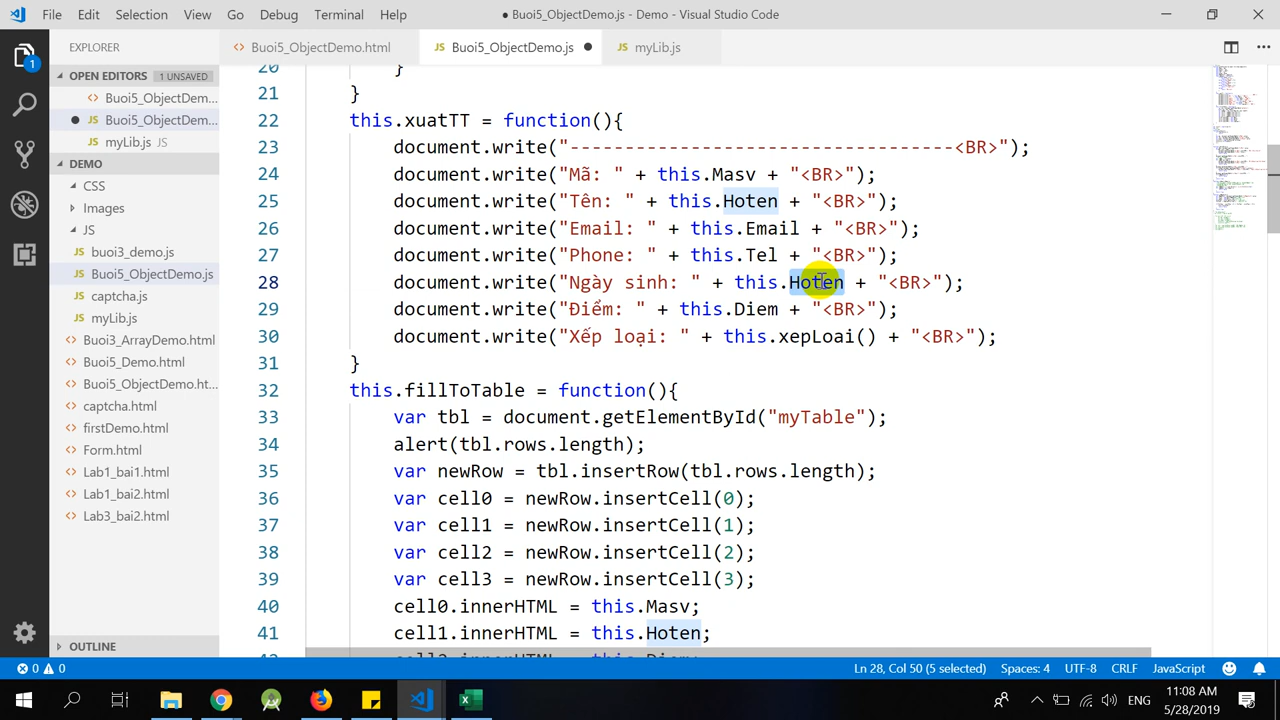 File Edit Selection View Go Debug Terminal Help
● Buoi5_ObjectDemo.js - Demo - Visual Studio Code
EXPLORER
<> Buoi5_ObjectDemo.html
JS Buoi5_ObjectDemo.js ●
JS myLib.js
OPEN EDITORS 1 UNSAVED
<> Buoi5_ObjectDem...
● Buoi5_ObjectDem...
myLib.js JS
DEMO
CSS
Images
JS
buoi3_demo.js
Buoi5_ObjectDemo.js
captcha.js
myLib.js
Buoi3_ArrayDemo.html
Buoi5_Demo.html
Buoi5_ObjectDemo.ht...
captcha.html
firstDemo.html
Form.html
Lab1_bai1.html
Lab1_bai2.html
Lab3_bai2.html
OUTLINE
20 }
21 }
22 this.xuatTT = function(){
23 document.write("-----------------------------------<BR>");
24 document.write("Mã: " + this.Masv + "<BR>");
25 document.write("Tên: " + this.Hoten + "<BR>");
26 document.write("Email: " + this.Email + "<BR>");
27 document.write("Phone: " + this.Tel + "<BR>");
28 document.write("Ngày sinh: " + this.Hoten + "<BR>");
29 document.write("Điểm: " + this.Diem + "<BR>");
30 document.write("Xếp loại: " + this.xepLoai() + "<BR>");
31 }
32 this.fillToTable = function(){
33 var tbl = document.getElementById("myTable");
34 alert(tbl.rows.length);
35 var newRow = tbl.insertRow(tbl.rows.length);
36 var cell0 = newRow.insertCell(0);
37 var cell1 = newRow.insertCell(1);
38 var cell2 = newRow.insertCell(2);
39 var cell3 = newRow.insertCell(3);
40 cell0.innerHTML = this.Masv;
41 cell1.innerHTML = this.Hoten;
0 0
Ln 28, Col 50 (5 selected) Spaces: 4 UTF-8 CRLF JavaScript
ENG
11:08 AM
5/28/2019